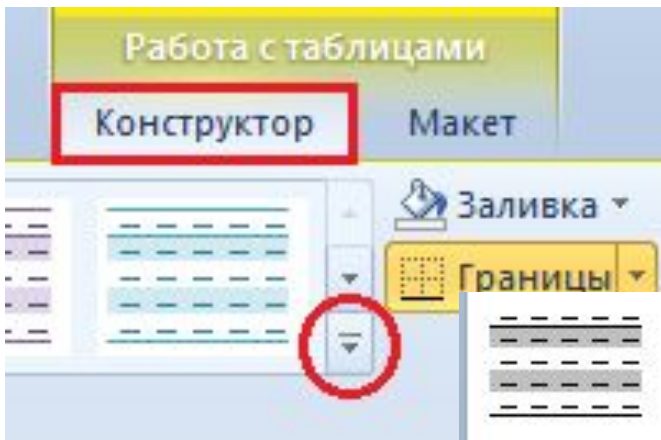 Работа с таблицами
Конструктор Макет
Заливка
Границы